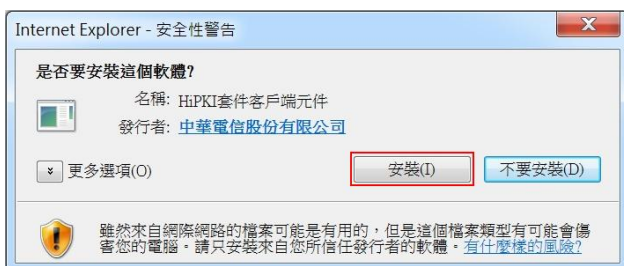 Internet Explorer - 安全性警告
是否要安裝這個軟體?
名稱: HiPKI套件客戶端元件
發行者: 中華電信股份有限公司
更多選項(O)
安裝(I)
不要安裝(D)
雖然來自網際網路的檔案可能是有用的，但是這個檔案類型有可能會傷
害您的電腦。請只安裝來自您所信任發行者的軟體。有什麼樣的風險?